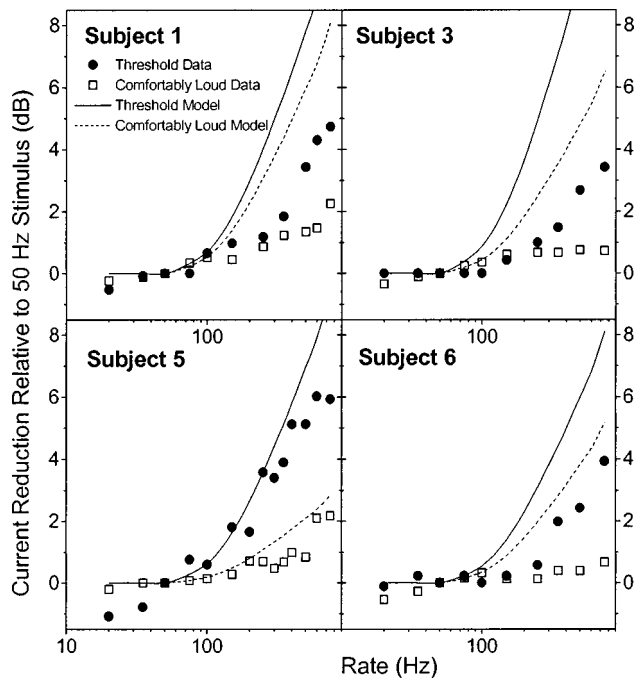 Current Reduction Relative to 50 Hz Stimulus (dB)
8
6
4
2
0
Subject 1
Threshold Data
Comfortably Loud Data
Threshold Model
Comfortably Loud Model
100
Subject 3
8
6
4
2
0
100
8
6
4
2
0
Subject 5
10
100
Subject 6
8
6
4
2
0
100
Rate (Hz)